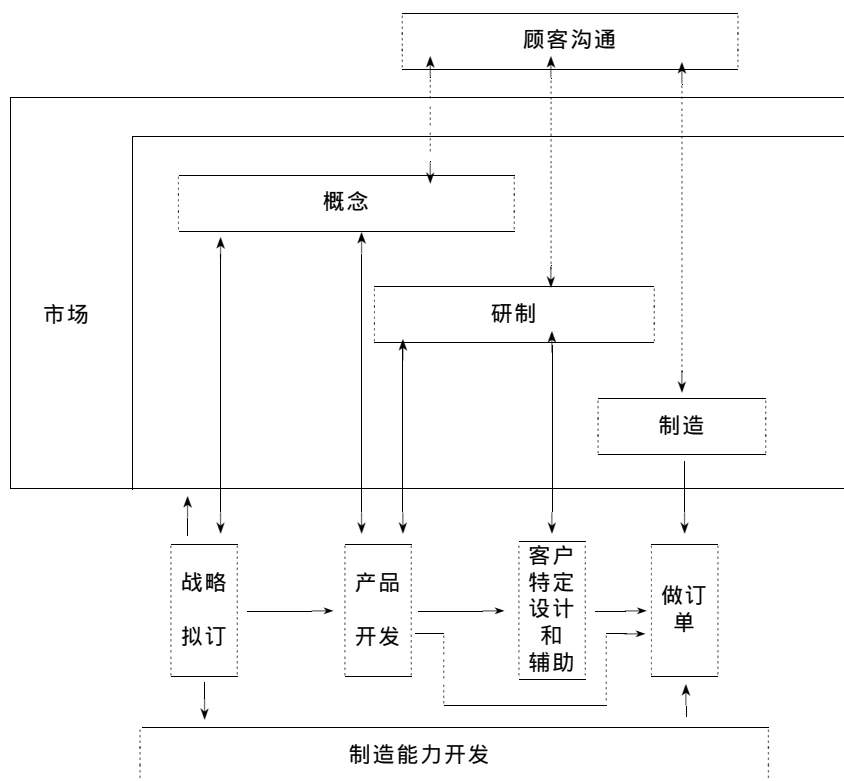 顾客沟通
概念
市场
研制
制造
战略
拟订
产品
开发
客户
特定
设计
和
辅助
做订
单
制造能力开发